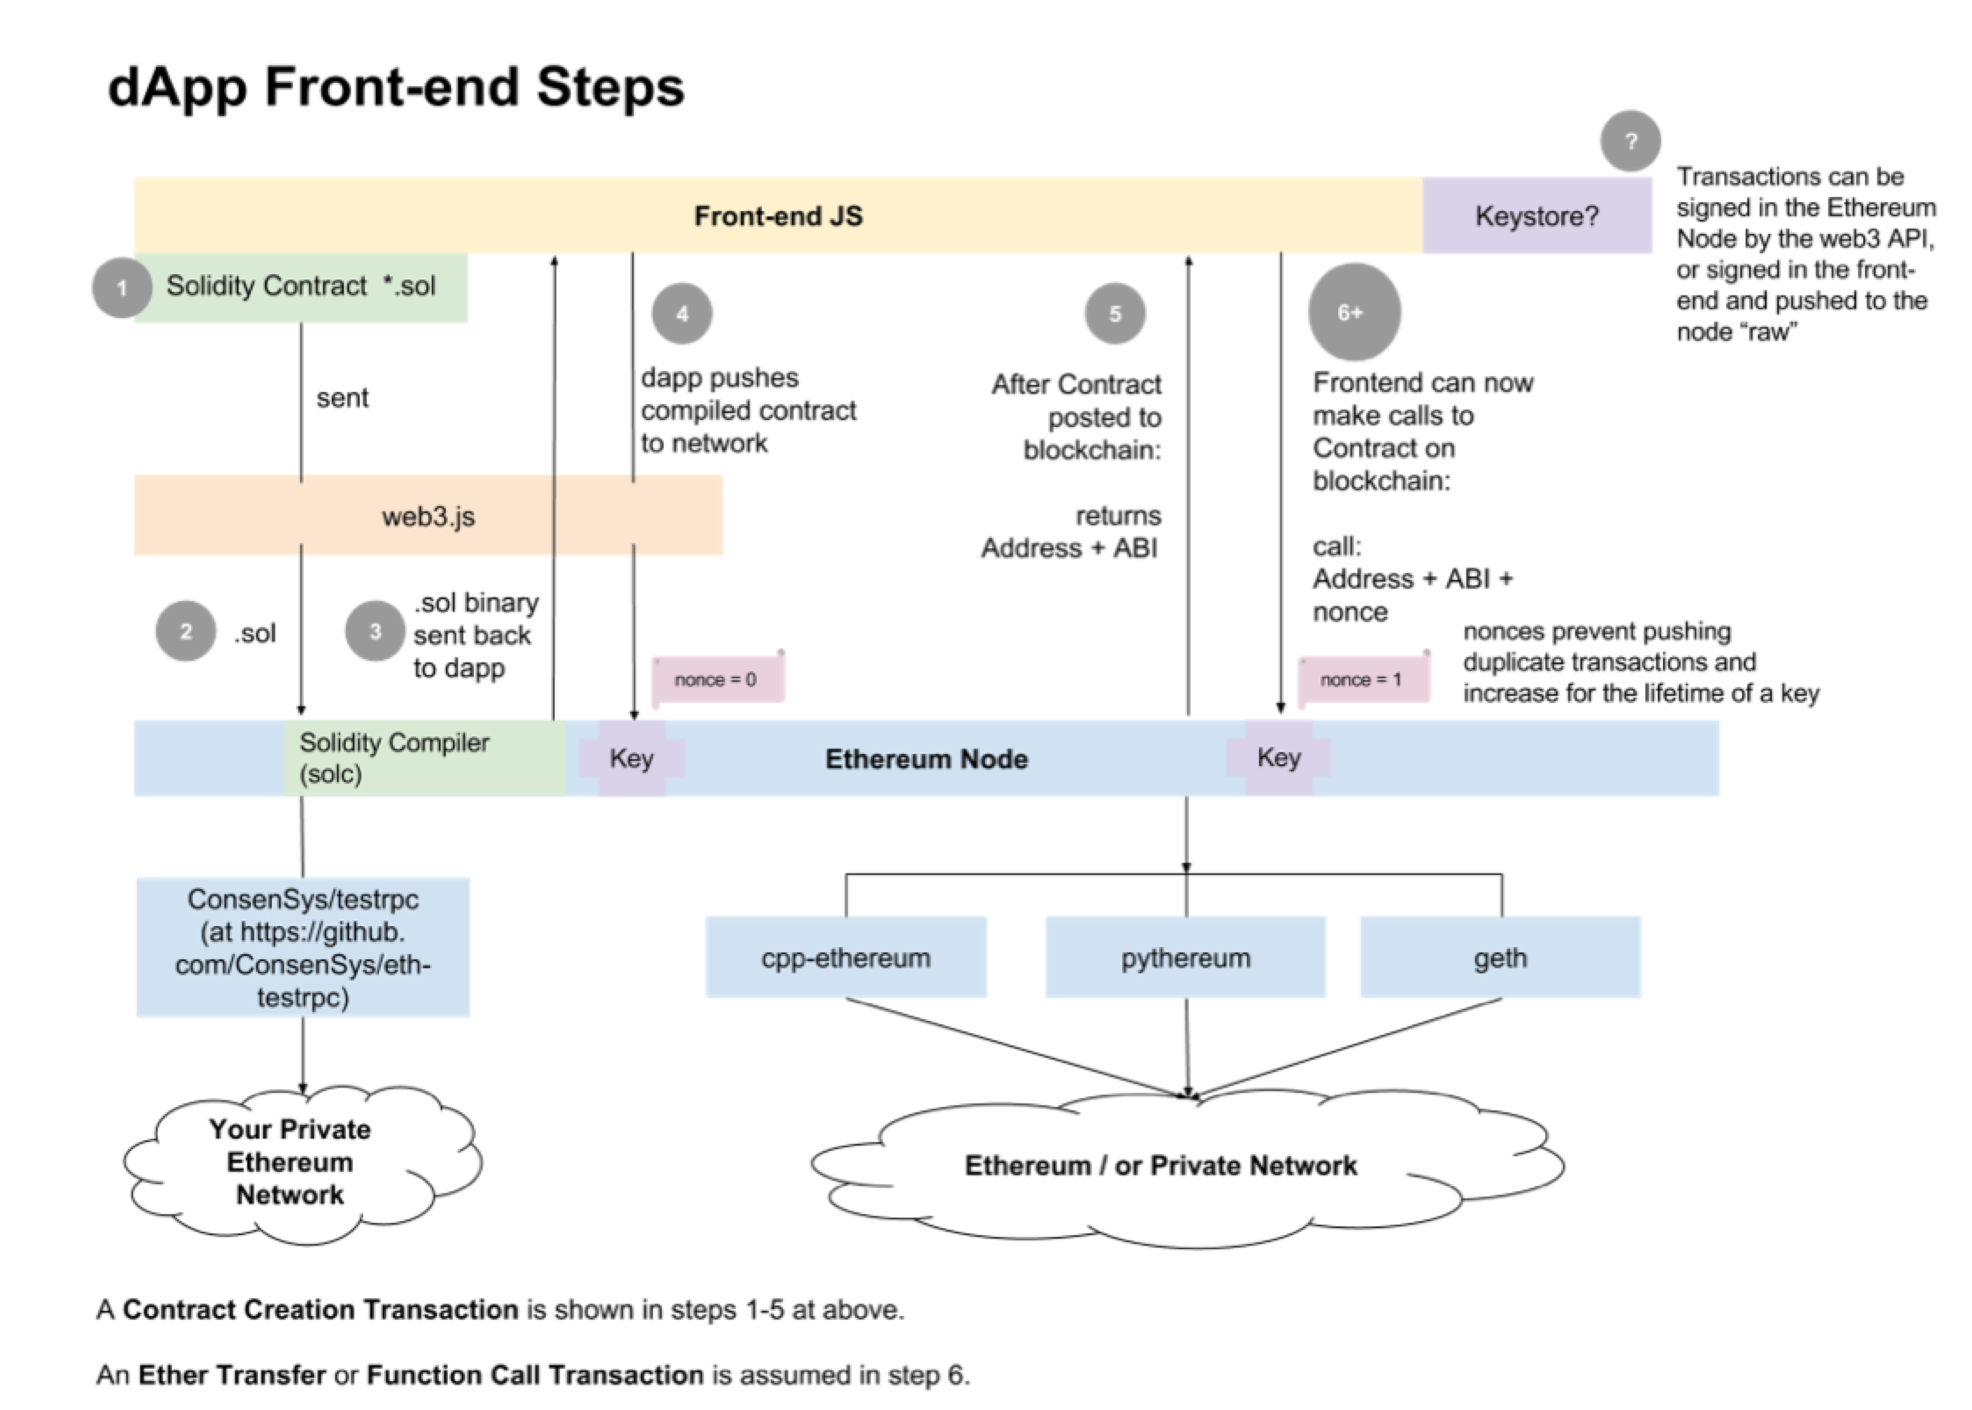 dApp Front-end Steps
?
Front-end JS
Keystore?
Transactions can be
signed in the Ethereum
Node by the web3 API,
or signed in the front-
end and pushed to the
node “raw”
1
Solidity Contract *.sol
sent
4
dapp pushes
compiled contract
to network
5
After Contract
posted to
blockchain:
returns
Address + ABI
6+
Frontend can now
make calls to
Contract on
blockchain:
call:
Address + ABI +
nonce
web3.js
2
.sol
3
.sol binary
sent back
to dapp
nonce = 0
nonce = 1
nonces prevent pushing
duplicate transactions and
increase for the lifetime of a key
Solidity Compiler
(solc)
Key
Ethereum Node
Key
ConsenSys/testrpc
(at https://github.
com/ConsenSys/eth-
testrpc)
cpp-ethereum
pythereum
geth
Your Private
Ethereum
Network
Ethereum / or Private Network
A Contract Creation Transaction is shown in steps 1-5 at above.
An Ether Transfer or Function Call Transaction is assumed in step 6.